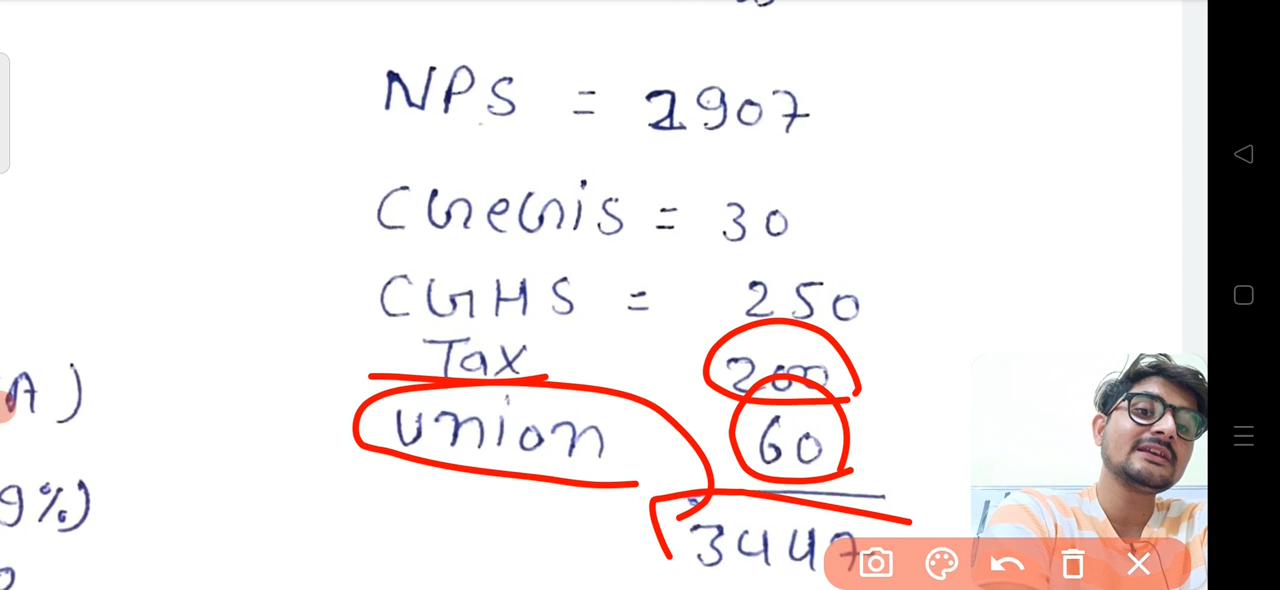 NPS = 2907
CGeGis = 30
CGHS = 250
Tax 200
union 60
3447
A)
9%)